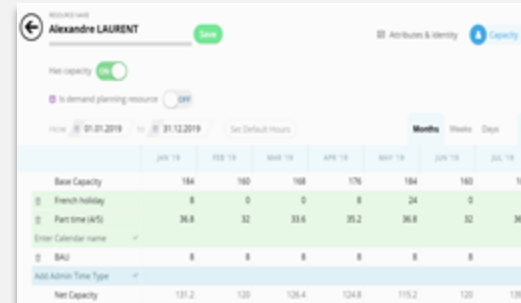 RESOURCE NAME
Alexandre LAURENT
Save
Attributes & Identity
Capacity
Has capacity
ON
Is demand planning resource
OFF
FROM 01.01.2019 TO 31.12.2019 Set Default Hours
Months Weeks Days
JAN '19 FEB '19 MAR '19 APR '19 MAY '19 JUN '19 JUL '19
Base Capacity 184 160 168 176 184 160
French holiday 8 0 0 8 24 0
Part time (4/5) 36.8 32 33.6 35.2 36.8 32
Enter Calendar name
BAU 8 8 8 8 8 8
Add Admin Time Type
Net Capacity 131.2 120 126.4 124.8 115.2 120